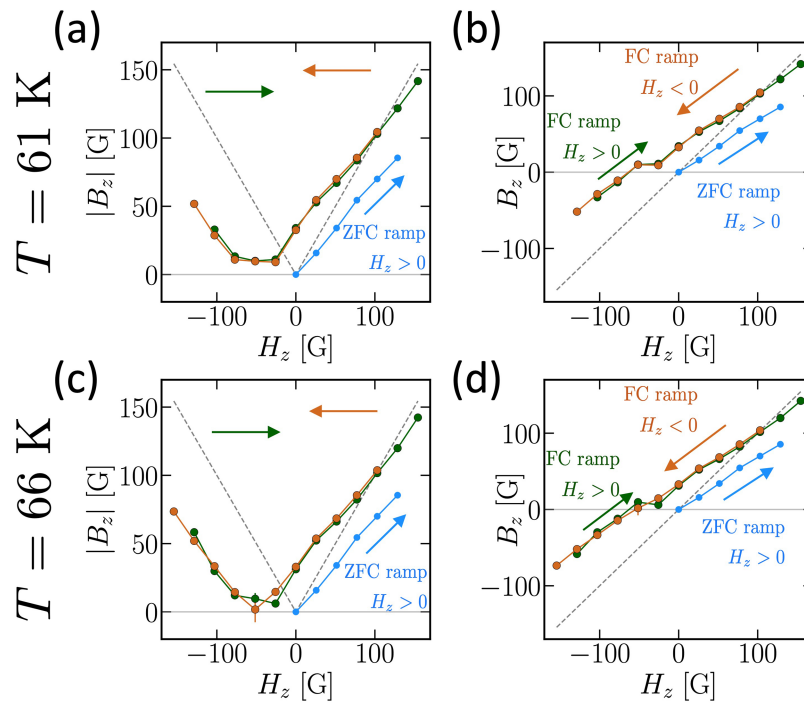 (a)
(b)
T = 61 K
|B_z| [G]
150
100
50
0
−100
0
100
H_z [G]
ZFC ramp
H_z > 0
B_z [G]
100
0
−100
−100
0
100
H_z [G]
FC ramp
H_z < 0
FC ramp
H_z > 0
ZFC ramp
H_z > 0
(c)
(d)
T = 66 K
|B_z| [G]
150
100
50
0
−100
0
100
H_z [G]
ZFC ramp
H_z > 0
B_z [G]
100
0
−100
−100
0
100
H_z [G]
FC ramp
H_z < 0
FC ramp
H_z > 0
ZFC ramp
H_z > 0